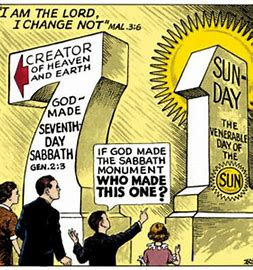 "I AM THE LORD,
I CHANGE NOT" MAL.3:6
CREATOR
OF HEAVEN
AND EARTH
GOD-
MADE
SEVENTH-
DAY
SABBATH
GEN.2:3
IF GOD MADE
THE SABBATH
MONUMENT
WHO MADE
THIS ONE?
SUN-
DAY
THE
VENERABLE
DAY OF
THE
SUN